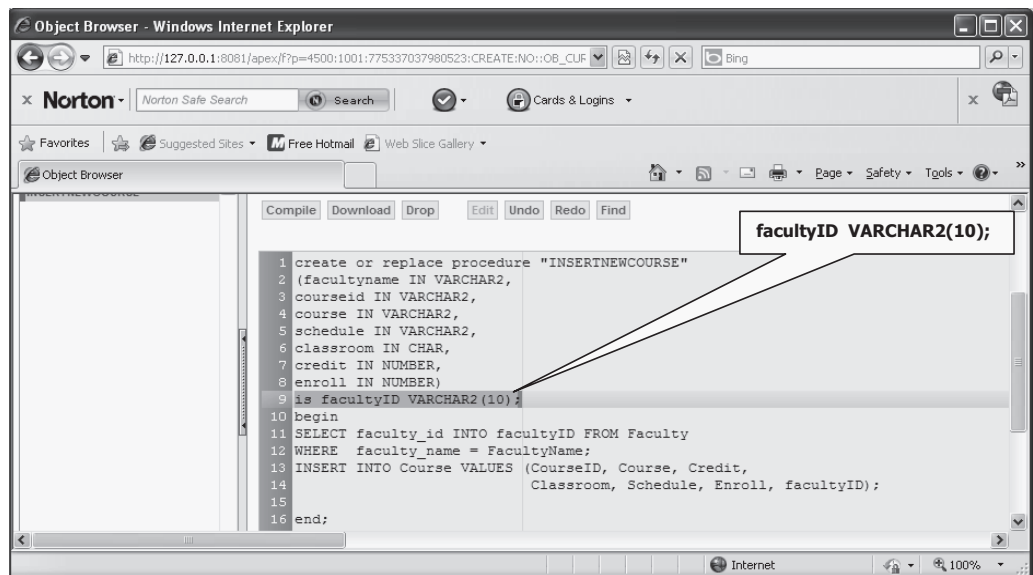 Object Browser - Windows Internet Explorer
http://127.0.0.1:8081/apex/f?p=4500:1001:775337037980523:CREATE:NO::OB_CUR
Bing
x Norton Norton Safe Search Search Cards & Logins x
Favorites Suggested Sites Free Hotmail Web Slice Gallery
Object Browser Page Safety Tools »
INSERTNEWCOURSE
Compile Download Drop Edit Undo Redo Find
facultyID VARCHAR2(10);
1 create or replace procedure "INSERTNEWCOURSE"
2 (facultyname IN VARCHAR2,
3 courseid IN VARCHAR2,
4 course IN VARCHAR2,
5 schedule IN VARCHAR2,
6 classroom IN CHAR,
7 credit IN NUMBER,
8 enroll IN NUMBER)
9 is facultyID VARCHAR2(10);
10 begin
11 SELECT faculty_id INTO facultyID FROM Faculty
12 WHERE faculty_name = FacultyName;
13 INSERT INTO Course VALUES (CourseID, Course, Credit,
14 Classroom, Schedule, Enroll, facultyID);
15
16 end;
Internet 100%